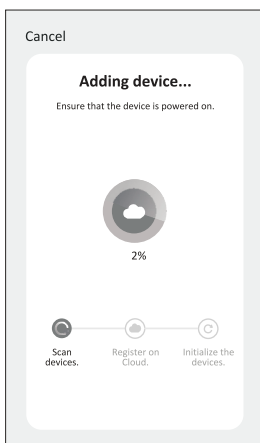 Cancel
Adding device...
Ensure that the device is powered on.
2%
Scan
devices.
Register on
Cloud.
Initialize the
devices.